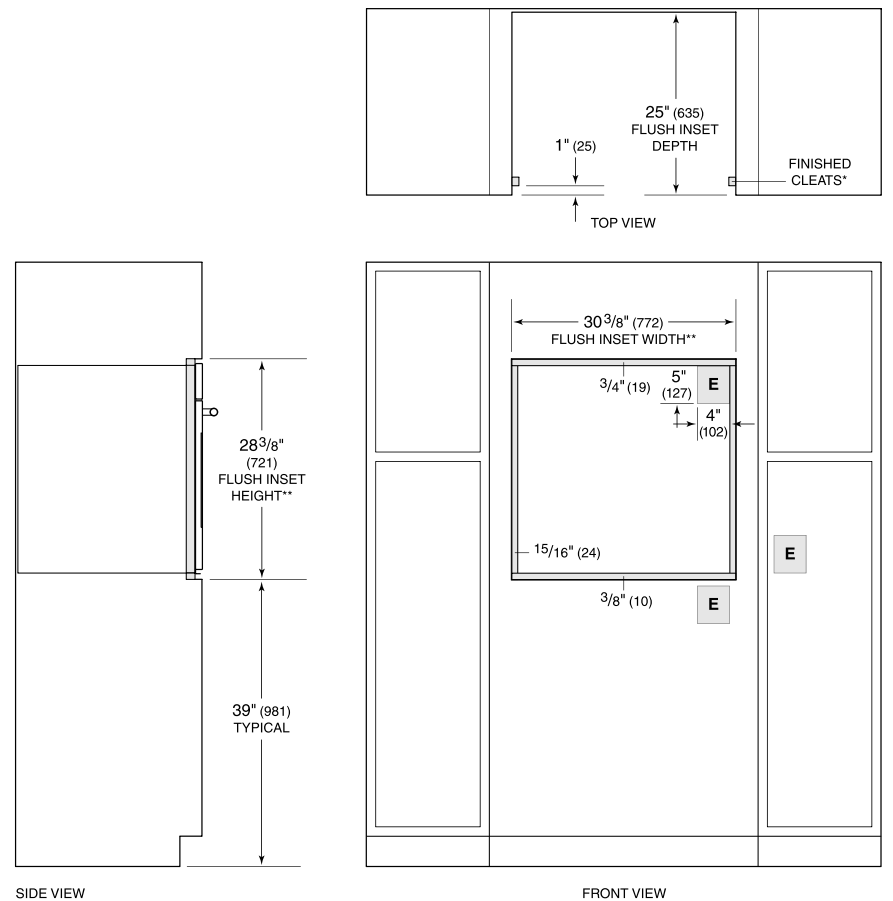 25" (635)
FLUSH INSET
DEPTH
1" (25)
FINISHED
CLEATS*
TOP VIEW
30 3/8" (772)
FLUSH INSET WIDTH**
3/4" (19)
5"
(127)
E
4"
(102)
28 3/8"
(721)
FLUSH INSET
HEIGHT**
15/16" (24)
E
3/8" (10)
E
39" (981)
TYPICAL
SIDE VIEW
FRONT VIEW